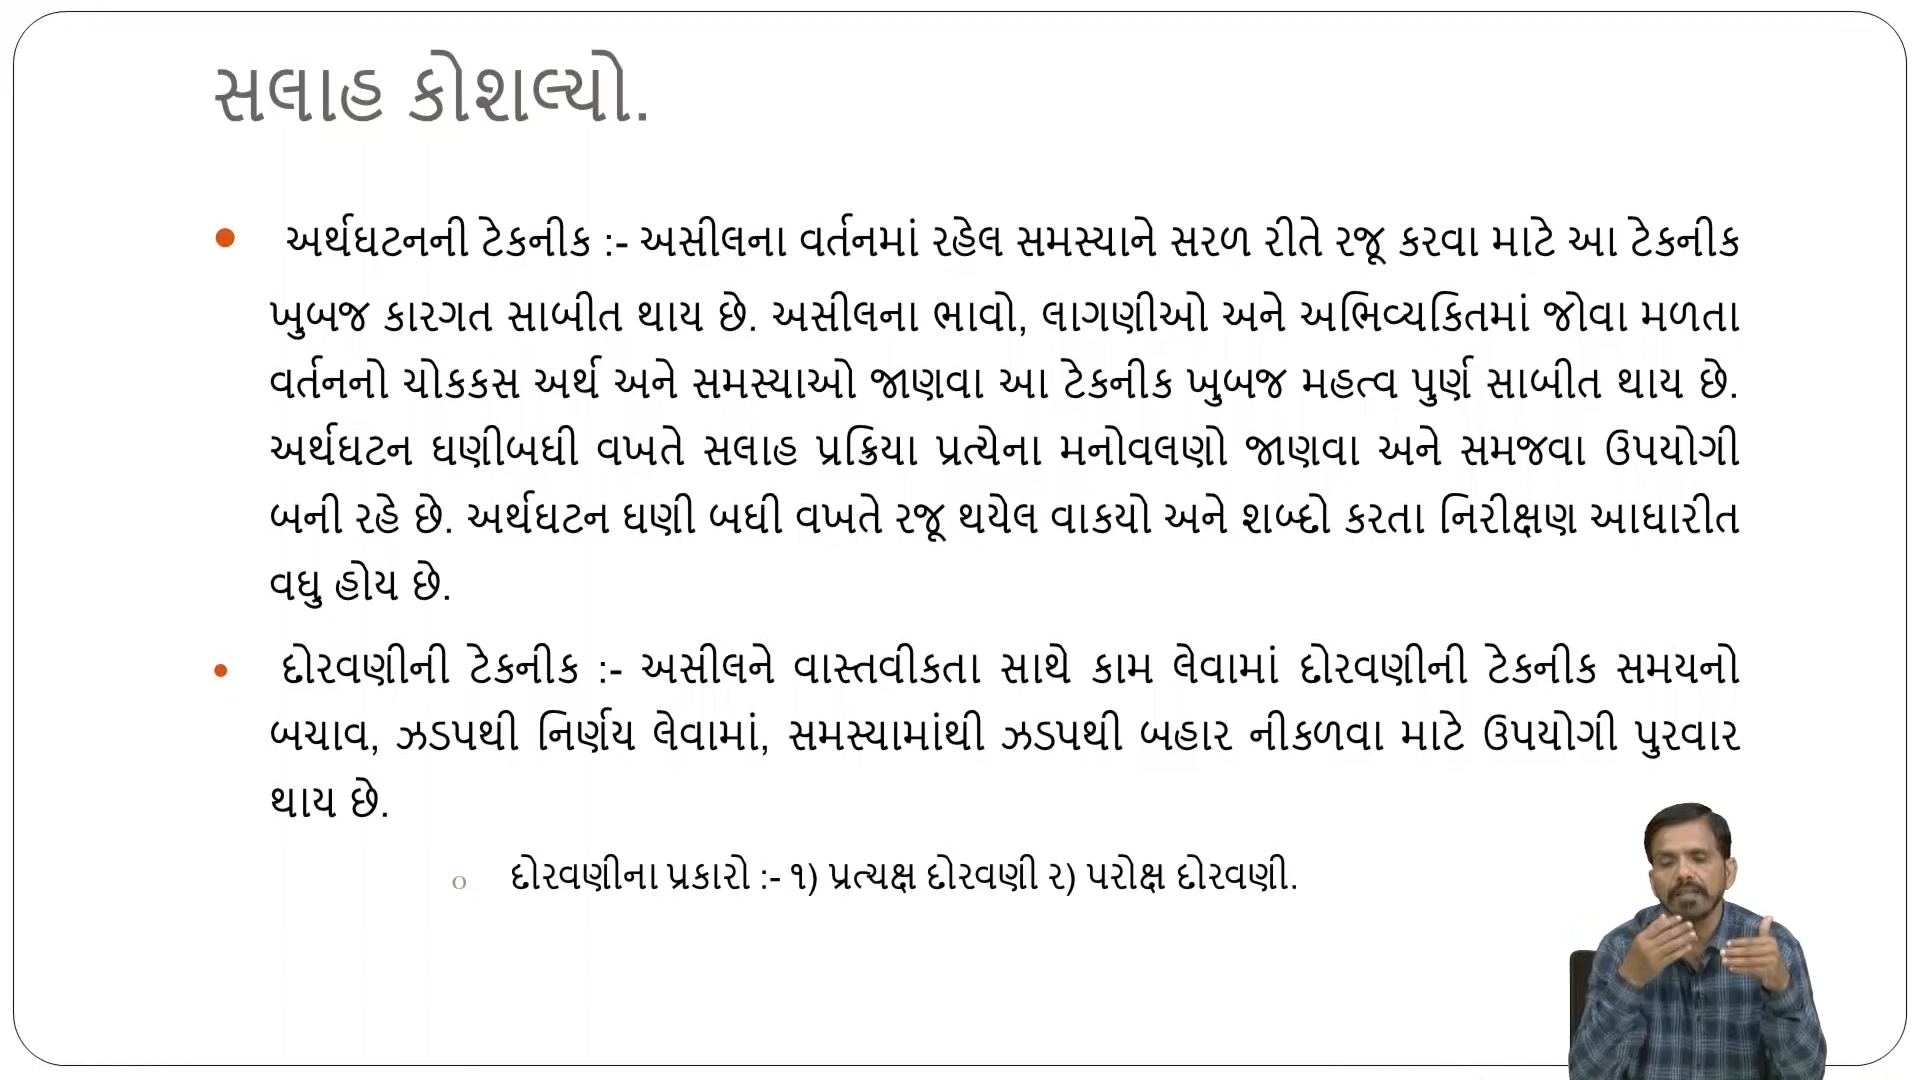 સલાહ કોશલ્યો.
અર્થઘટનની ટેકનીક :- અસીલના વર્તનમાં રહેલ સમસ્યાને સરળ રીતે રજૂ કરવા માટે આ ટેકનીક
ખુબજ કારગત સાબીત થાય છે. અસીલના ભાવો, લાગણીઓ અને અભિવ્યકિતમાં જોવા મળતા
વર્તનનો ચોકકસ અર્થ અને સમસ્યાઓ જાણવા આ ટેકનીક ખુબજ મહત્વ પુર્ણ સાબીત થાય છે.
અર્થઘટન ઘણીબધી વખતે સલાહ પ્રક્રિયા પ્રત્યેના મનોવલણો જાણવા અને સમજવા ઉપયોગી
બની રહે છે. અર્થઘટન ઘણી બધી વખતે રજૂ થયેલ વાકયો અને શબ્દો કરતા નિરીક્ષણ આધારીત
વધુ હોય છે.
દોરવણીની ટેકનીક :- અસીલને વાસ્તવીકતા સાથે કામ લેવામાં દોરવણીની ટેકનીક સમયનો
બચાવ, ઝડપથી નિર્ણય લેવામાં, સમસ્યામાંથી ઝડપથી બહાર નીકળવા માટે ઉપયોગી પુરવાર
થાય છે.
દોરવણીના પ્રકારો :- ૧) પ્રત્યક્ષ દોરવણી ૨) પરોક્ષ દોરવણી.